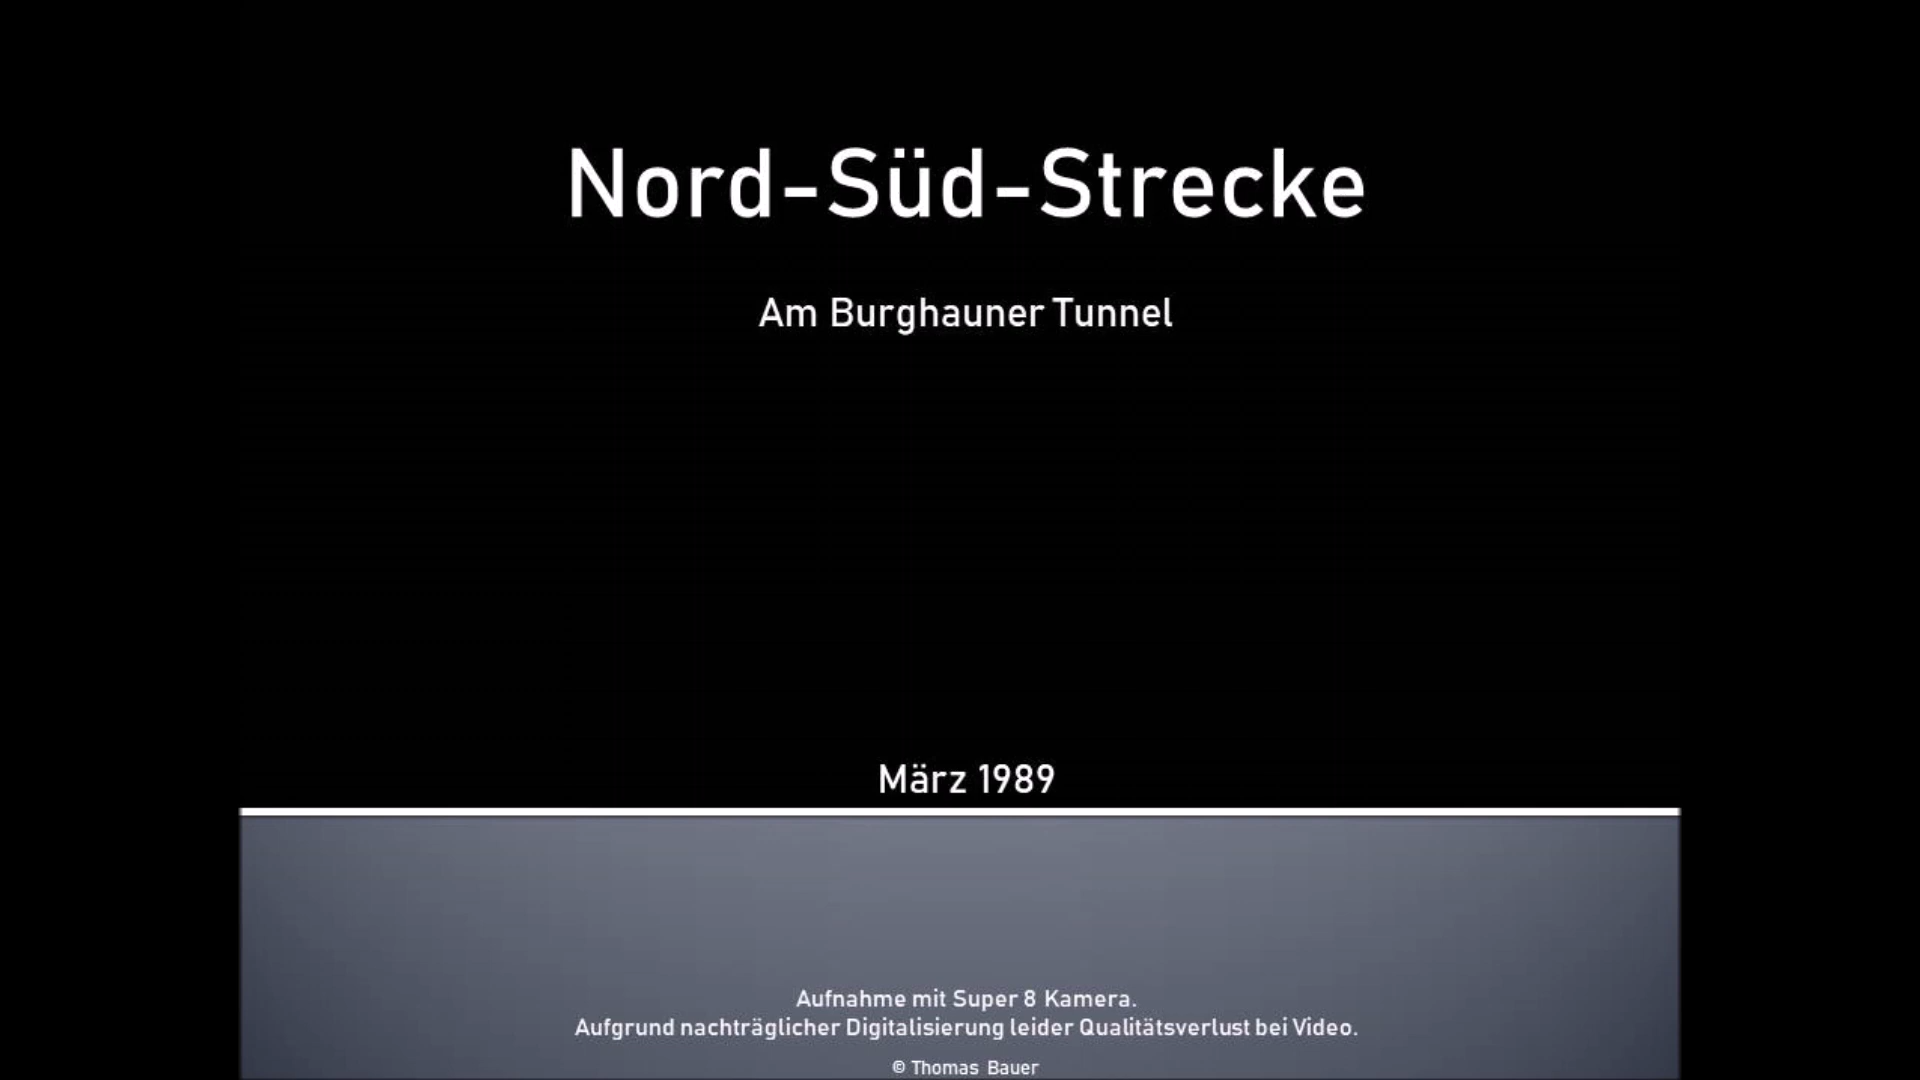 Nord-Süd-Strecke
Am Burghauner Tunnel
März 1989
Aufnahme mit Super 8 Kamera.
Aufgrund nachträglicher Digitalisierung leider Qualitätsverlust bei Video.
© Thomas Bauer